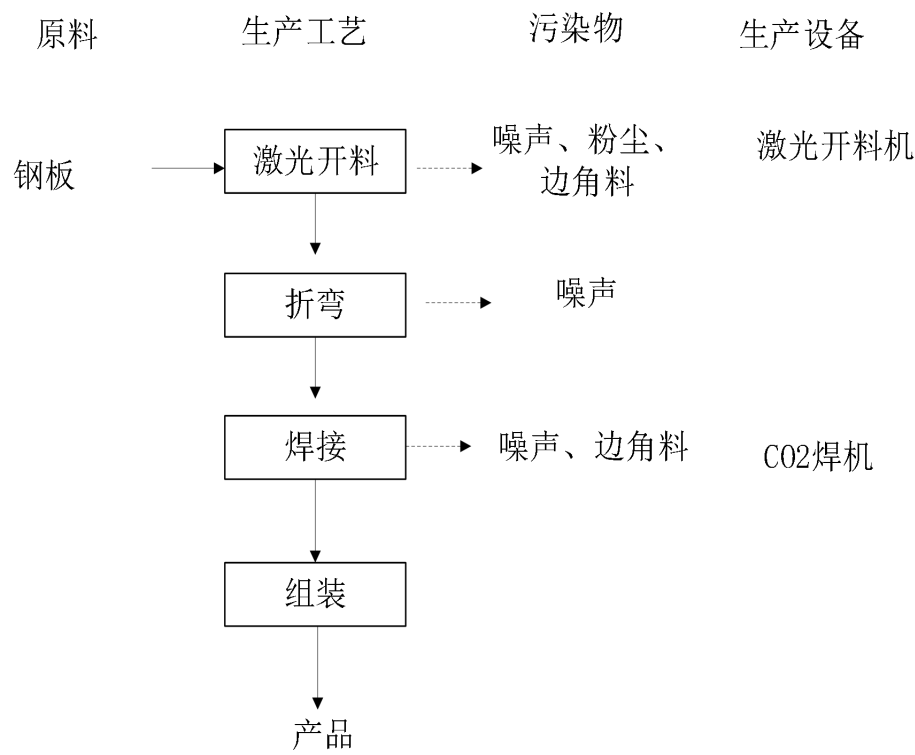 原料 生产工艺 污染物 生产设备
钢板 激光开料 噪声、粉尘、 激光开料机
边角料
折弯 噪声
焊接 噪声、边角料 CO2焊机
组装
产品